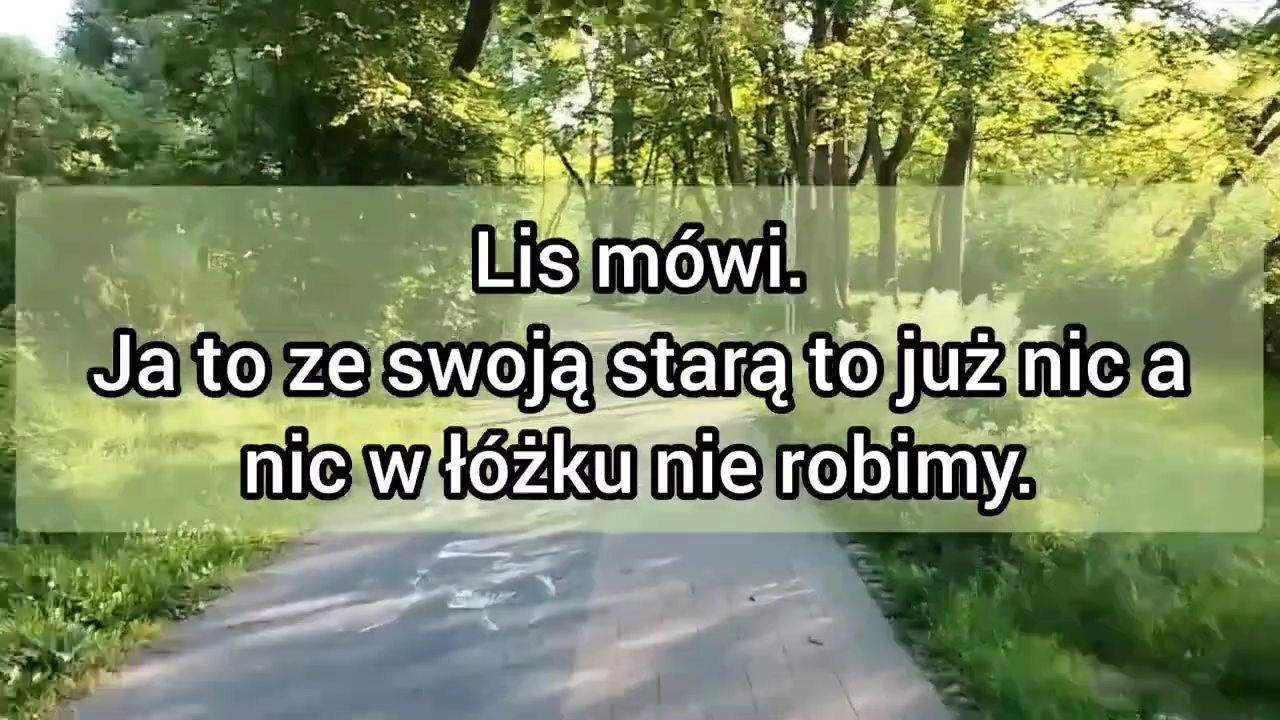 Lis mówi.
Ja to ze swoją starą to już nic a
nic w łóżku nie robimy.